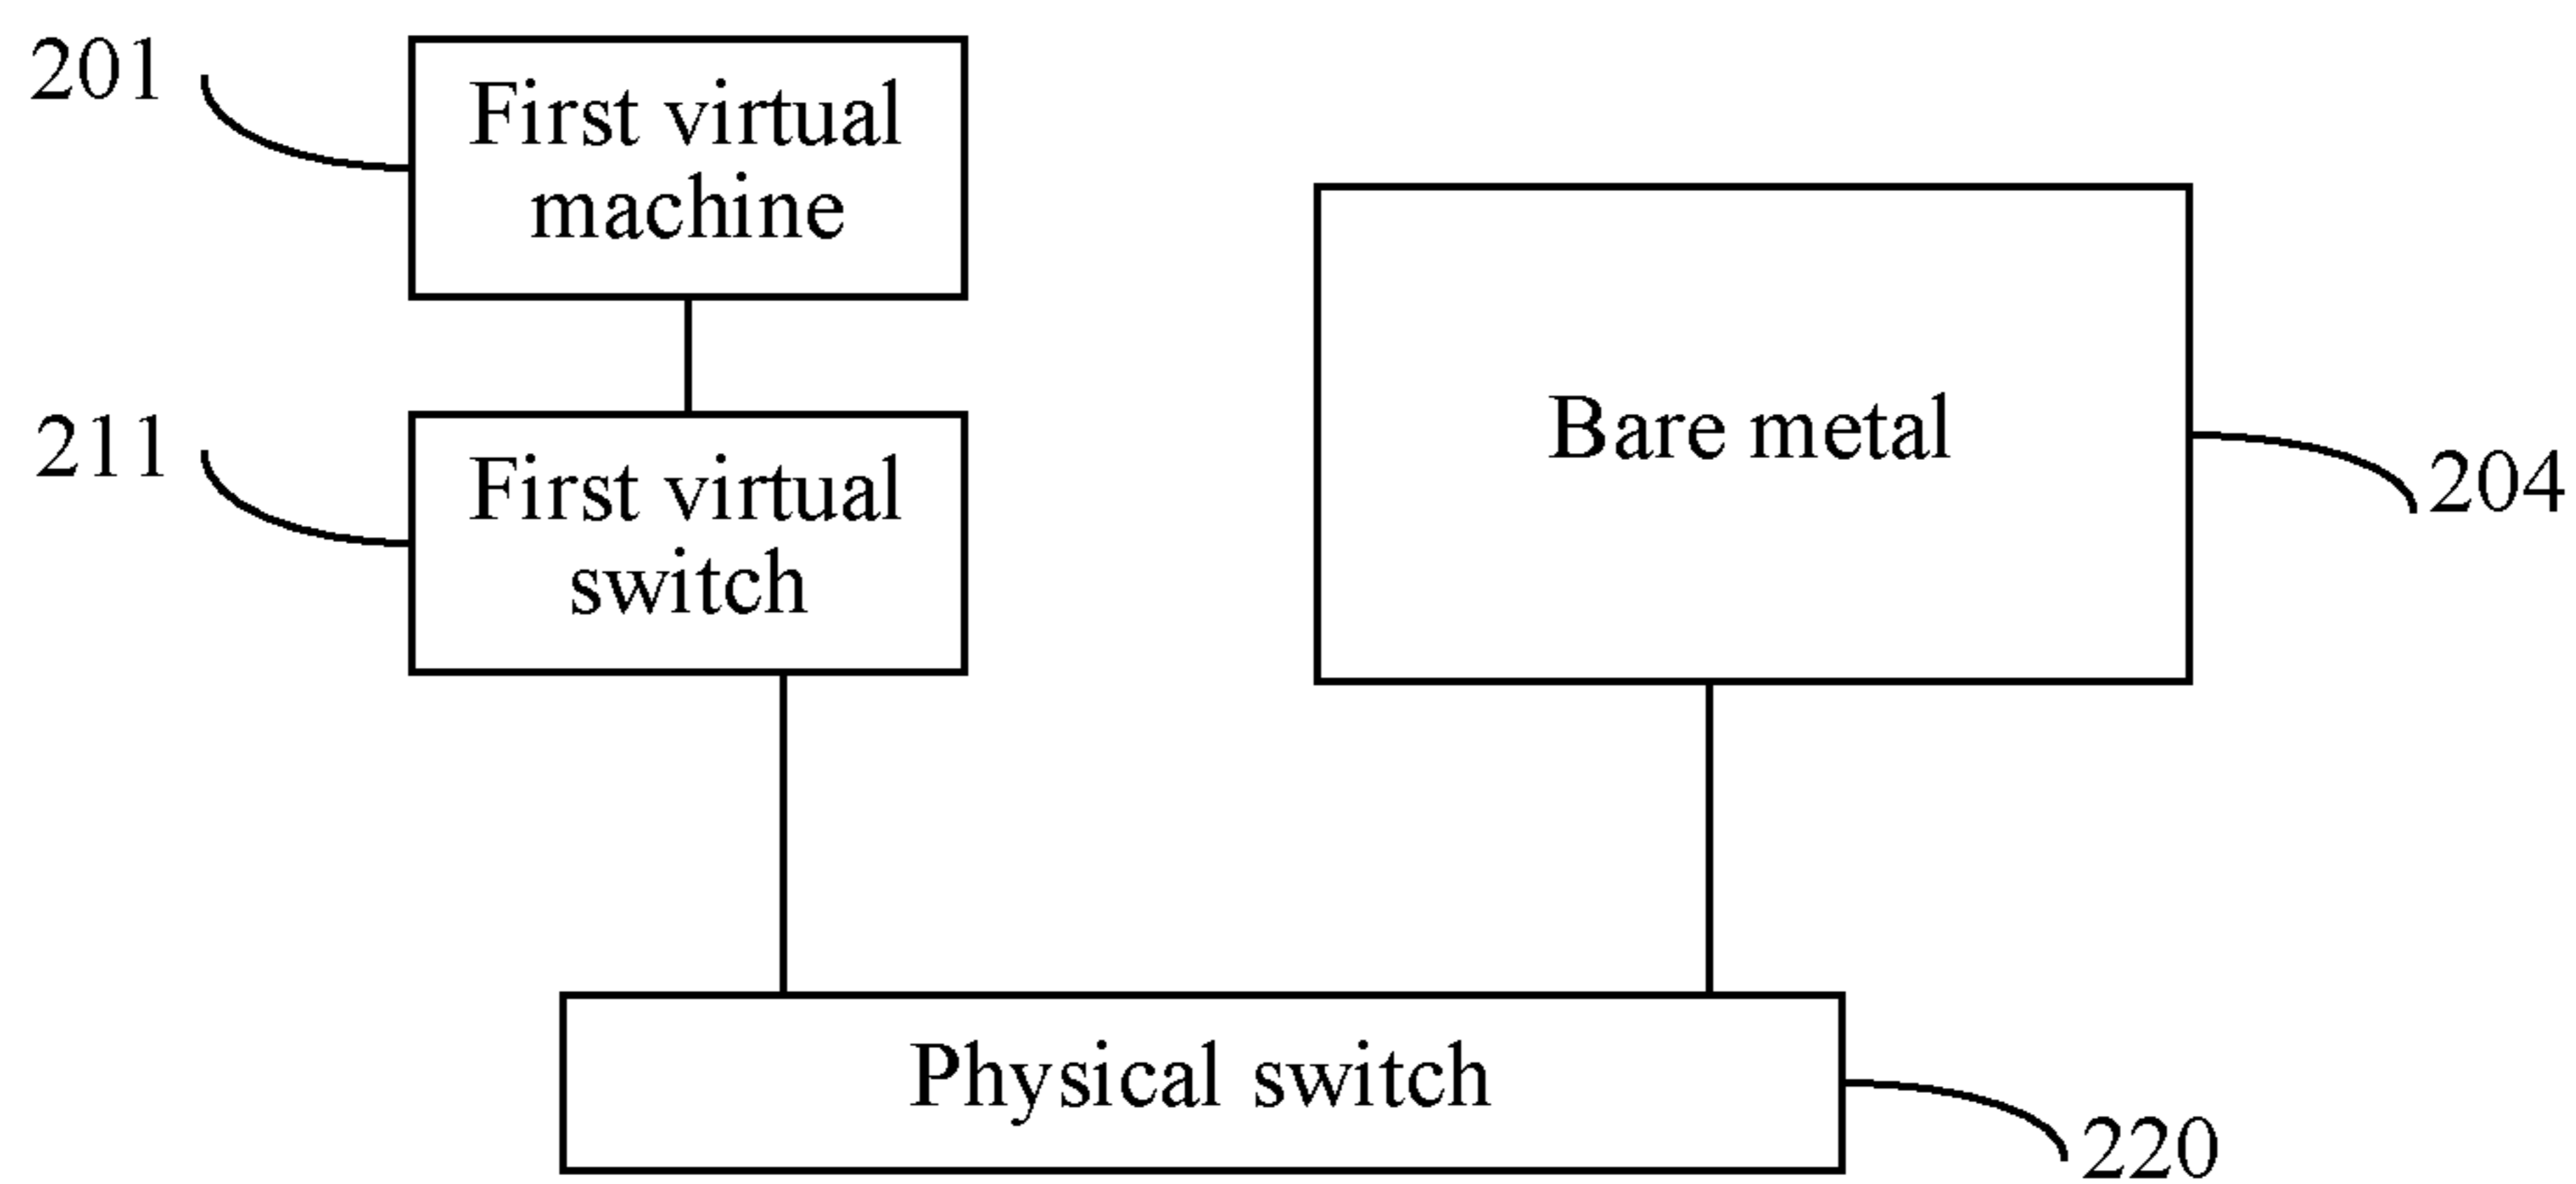 201
First virtual
machine
211
First virtual
switch
Bare metal
204
Physical switch
220